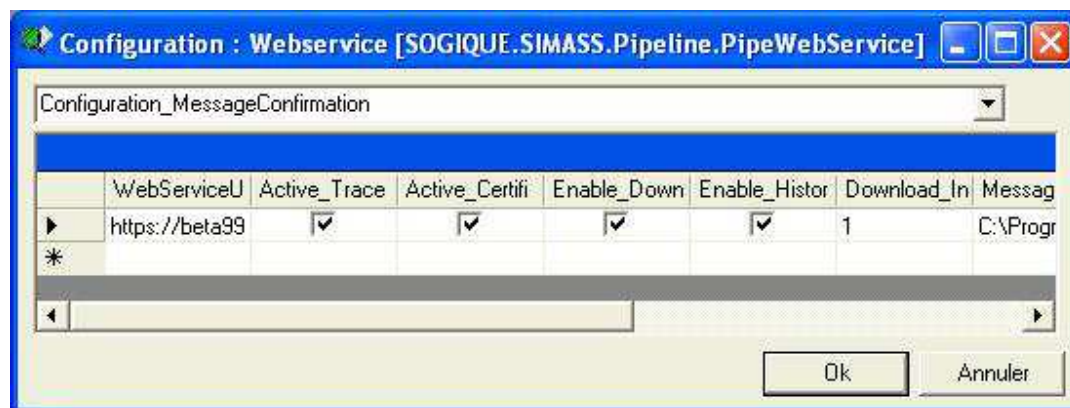 Configuration : Webservice [SOGIQUE.SIMASS.Pipeline.PipeWebService]
Configuration_MessageConfirmation
WebServiceU Active_Trace Active_Certifi Enable_Down Enable_Histor Download_In Messag
https://beta99 1 C:\Progr
Ok Annuler